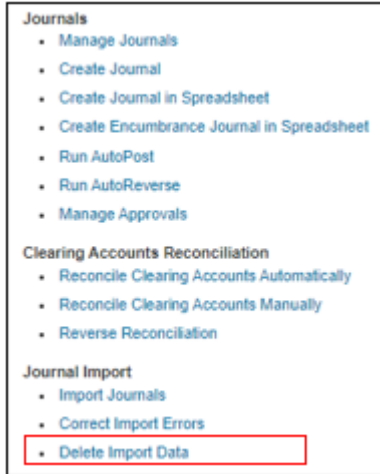 Journals
Manage Journals
Create Journal
Create Journal in Spreadsheet
Create Encumbrance Journal in Spreadsheet
Run AutoPost
Run AutoReverse
Manage Approvals
Clearing Accounts Reconciliation
Reconcile Clearing Accounts Automatically
Reconcile Clearing Accounts Manually
Reverse Reconciliation
Journal Import
Import Journals
Correct Import Errors
Delete Import Data